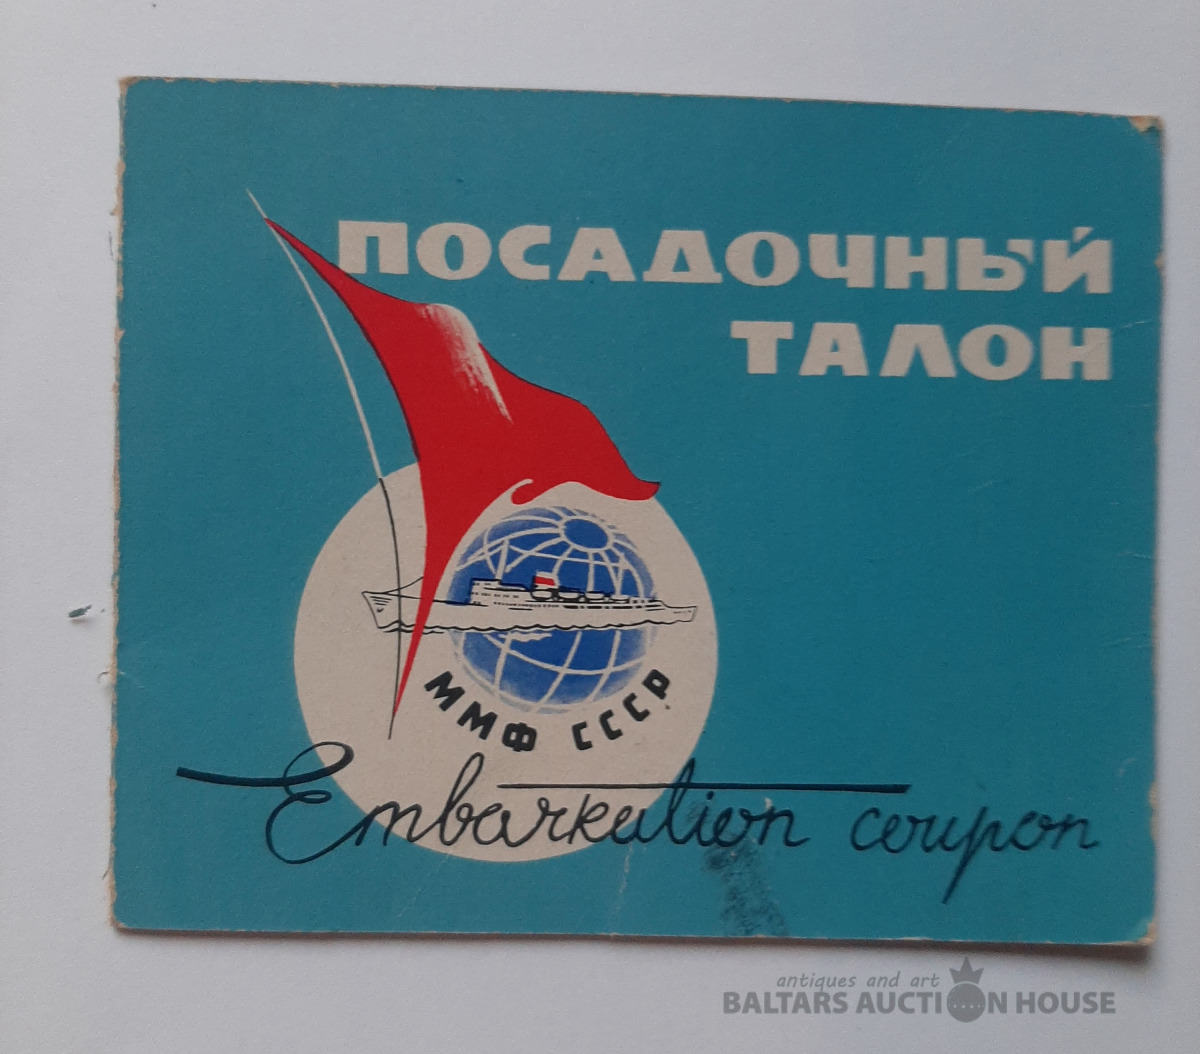 ПОСАДОЧНЫЙ
ТАЛОН
ММФ СССР
Embarkation coupon
antiques and art
BALTARS AUCTION HOUSE